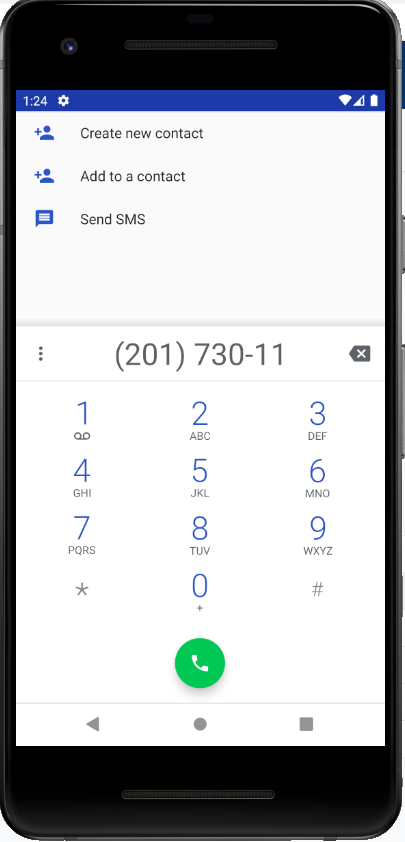 1:24
Create new contact
Add to a contact
Send SMS
(201) 730-11
1 2 3
ABC DEF
4 5 6
GHI JKL MNO
7 8 9
PQRS TUV WXYZ
* 0 #
+